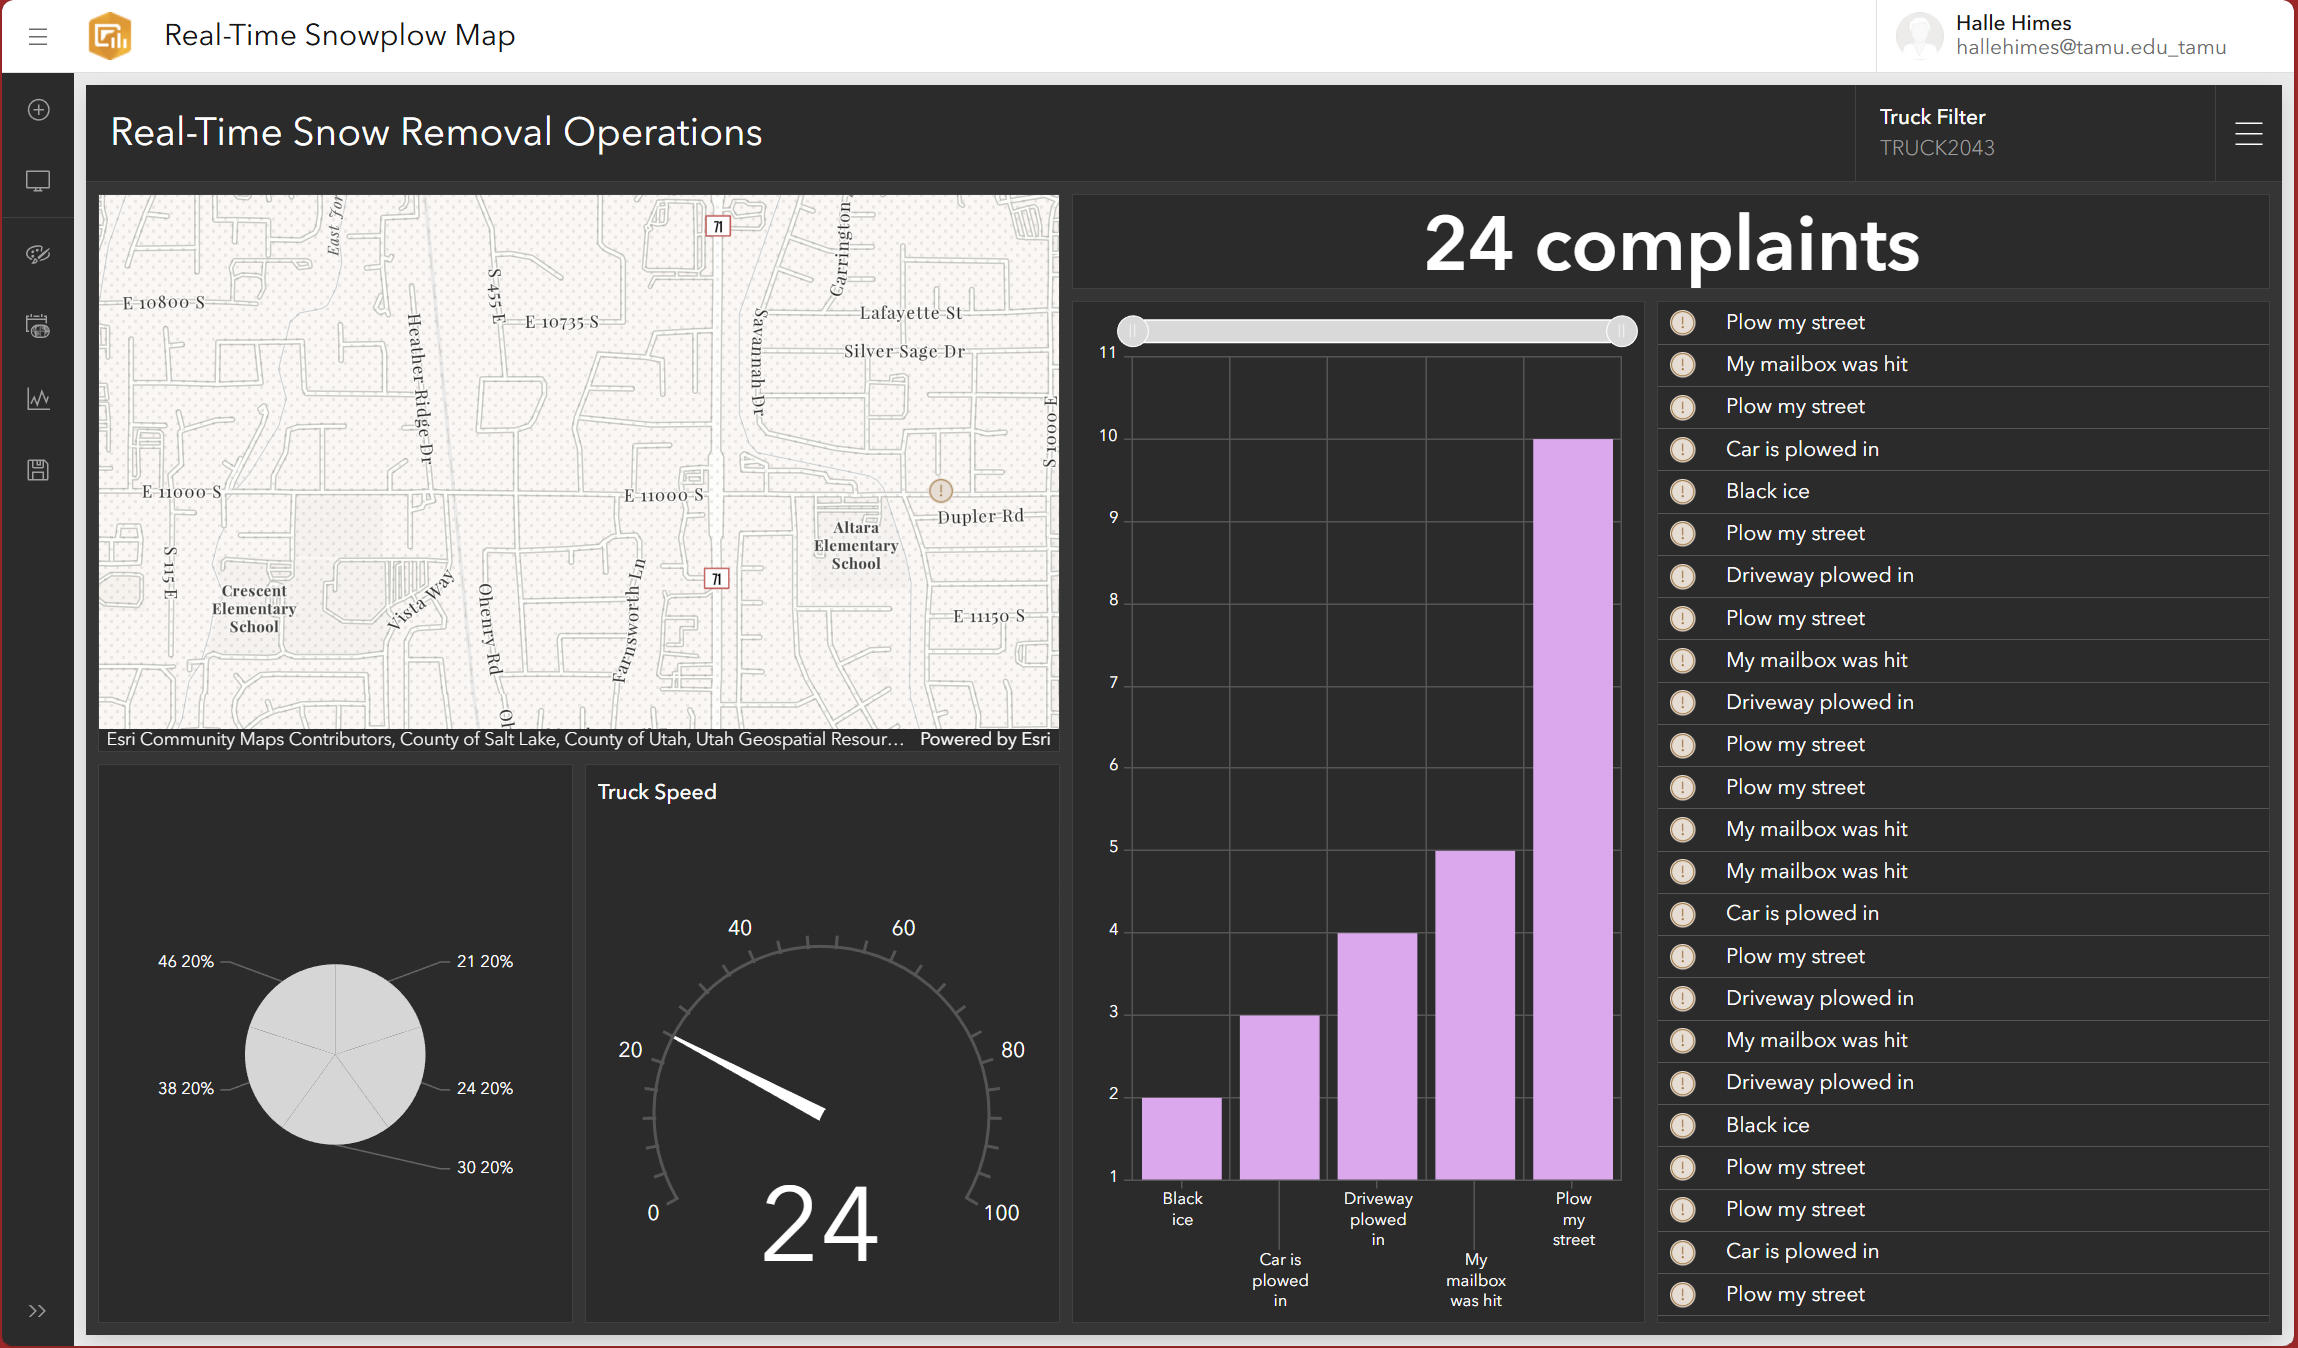 Real-Time Snowplow Map
Halle Himes
hallehimes@tamu.edu_tamu
Real-Time Snow Removal Operations
Truck Filter
TRUCK2043
71
East Jor
Carrington
S 455 E
E 10800 S
Lafayette St
Heather Ridge Dr
E 10735 S
Savannah Dr
Silver Sage Dr
S 1000 E
E 11000 S
E 11000 S
Dupler Rd
Altara
Elementary
School
S 115 E
71
Crescent
Elementary
School
Vista Way
Ohenry Rd
Farnsworth Ln
E 11150 S
Oh
Esri Community Maps Contributors, County of Salt Lake, County of Utah, Utah Geospatial Resour...
Powered by Esri
46 20%
21 20%
38 20%
24 20%
30 20%
Truck Speed
0
20
40
60
80
100
24
24 complaints
11
10
9
8
7
6
5
4
3
2
1
Black
ice
Car is
plowed
in
Driveway
plowed
in
My
mailbox
was hit
Plow
my
street
Plow my street
My mailbox was hit
Plow my street
Car is plowed in
Black ice
Plow my street
Driveway plowed in
Plow my street
My mailbox was hit
Driveway plowed in
Plow my street
Plow my street
My mailbox was hit
My mailbox was hit
Car is plowed in
Plow my street
Driveway plowed in
My mailbox was hit
Driveway plowed in
Black ice
Plow my street
Plow my street
Car is plowed in
Plow my street